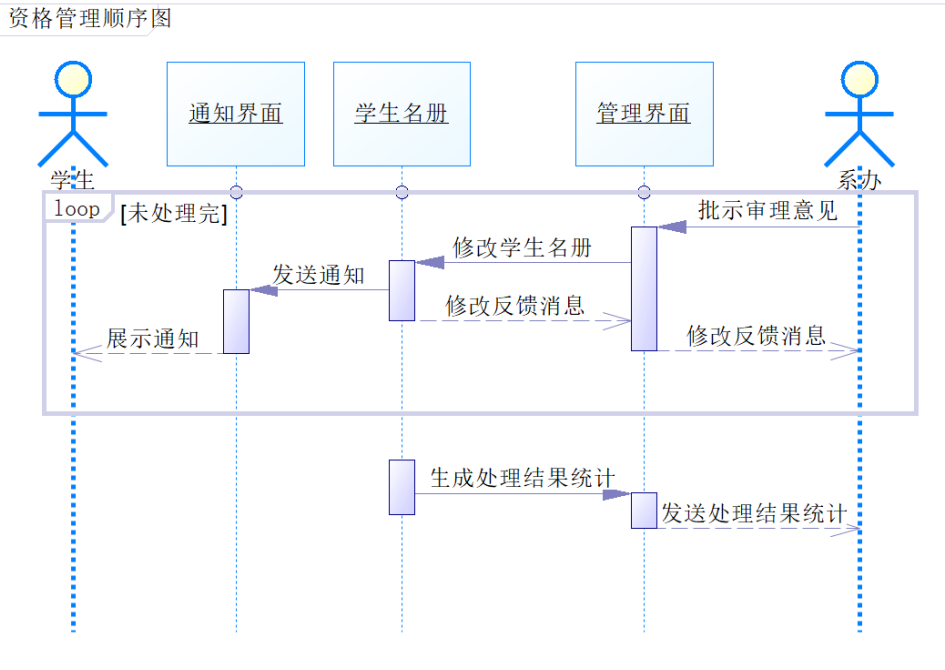 资格管理顺序图
通知界面
学生名册
管理界面
学生
系办
loop
[未处理完]
批示审理意见
修改学生名册
发送通知
修改反馈消息
展示通知
修改反馈消息
生成处理结果统计
发送处理结果统计